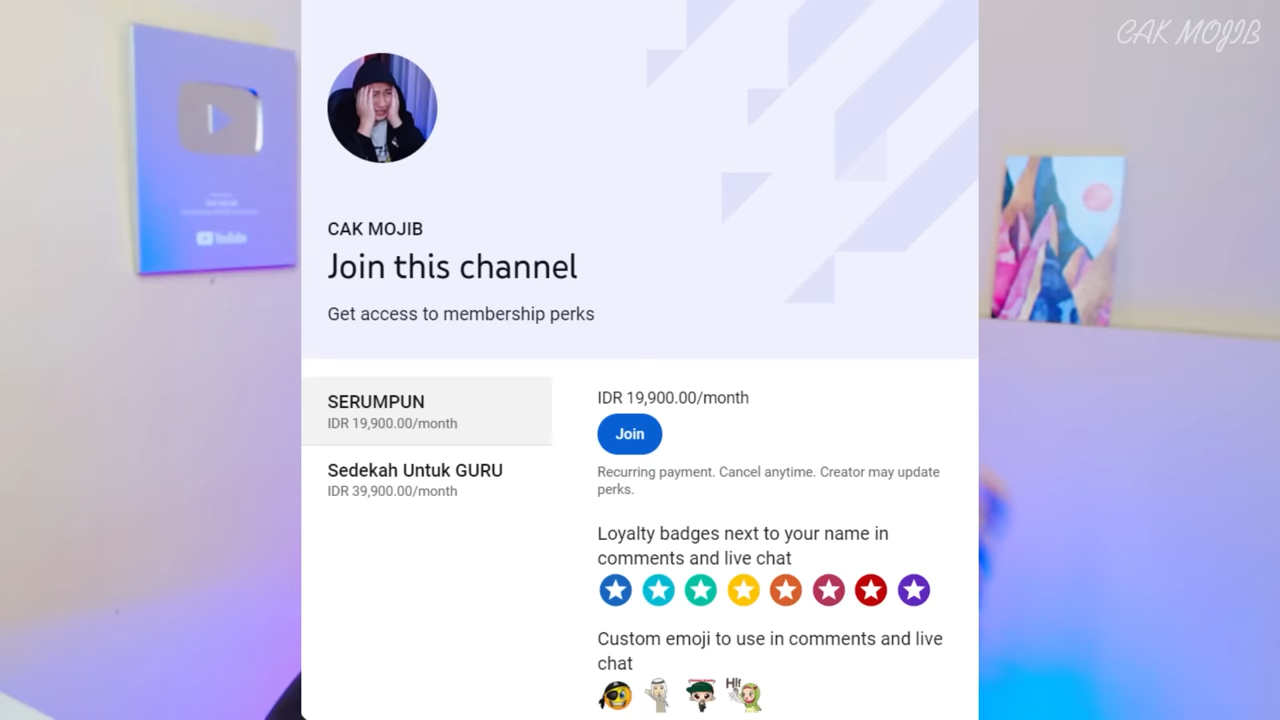 CAK MOJIB
YouTube
CAK MOJIB
Join this channel
Get access to membership perks
SERUMPUN
IDR 19,900.00/month
Sedekah Untuk GURU
IDR 39,900.00/month
IDR 19,900.00/month
Join
Recurring payment. Cancel anytime. Creator may update
perks.
Loyalty badges next to your name in
comments and live chat
Custom emoji to use in comments and live
chat
HI!